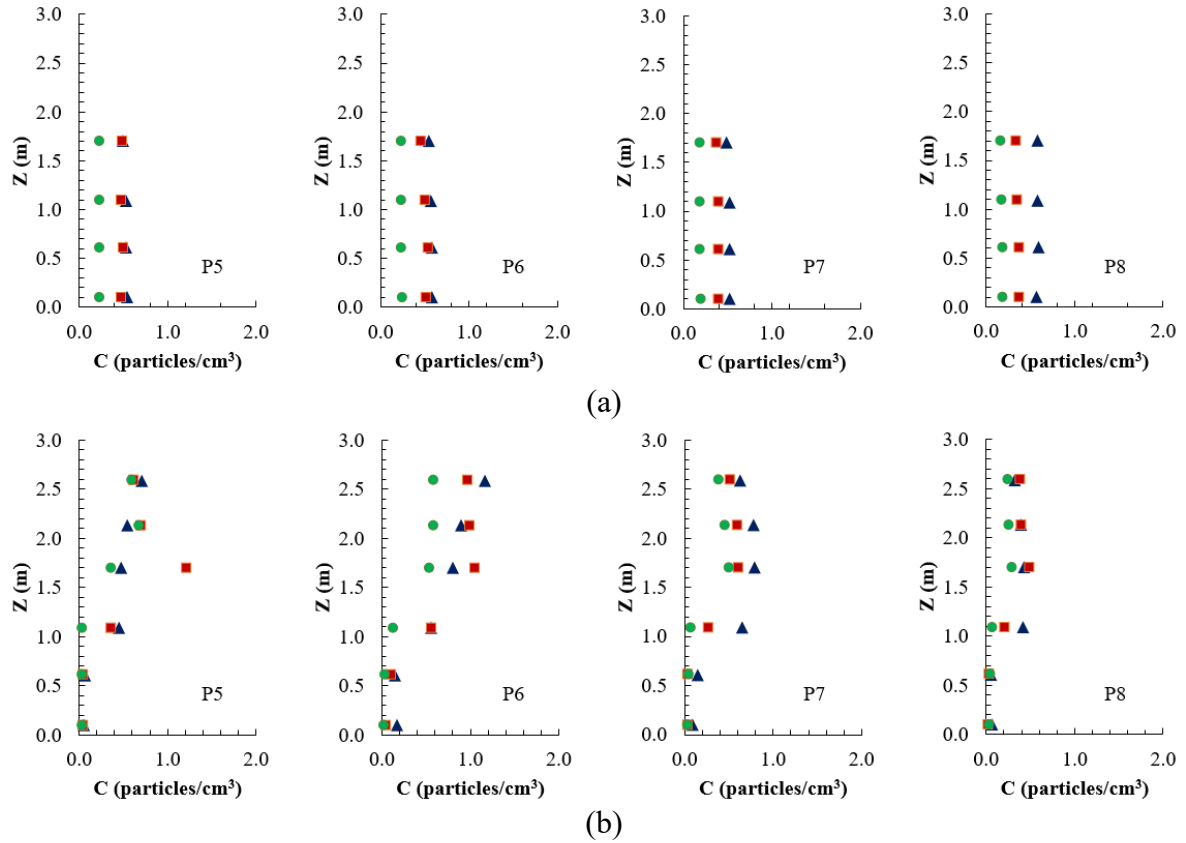 3.0 3.0 3.0 3.0
2.5 2.5 2.5 2.5
2.0 2.0 2.0 2.0
Z (m) Z (m) Z (m) Z (m)
1.5 1.5 1.5 1.5
1.0 1.0 1.0 1.0
0.5 0.5 0.5 0.5
P5 P6 P7 P8
0.0 0.0 0.0 0.0
0.0 1.0 2.0 0.0 1.0 2.0 0.0 1.0 2.0 0.0 1.0 2.0
C (particles/cm³) C (particles/cm³) C (particles/cm³) C (particles/cm³)
(a)
3.0 3.0 3.0 3.0
2.5 2.5 2.5 2.5
2.0 2.0 2.0 2.0
Z (m) Z (m) Z (m) Z (m)
1.5 1.5 1.5 1.5
1.0 1.0 1.0 1.0
0.5 0.5 0.5 0.5
P5 P6 P7 P8
0.0 0.0 0.0 0.0
0.0 1.0 2.0 0.0 1.0 2.0 0.0 1.0 2.0 0.0 1.0 2.0
C (particles/cm³) C (particles/cm³) C (particles/cm³) C (particles/cm³)
(b)